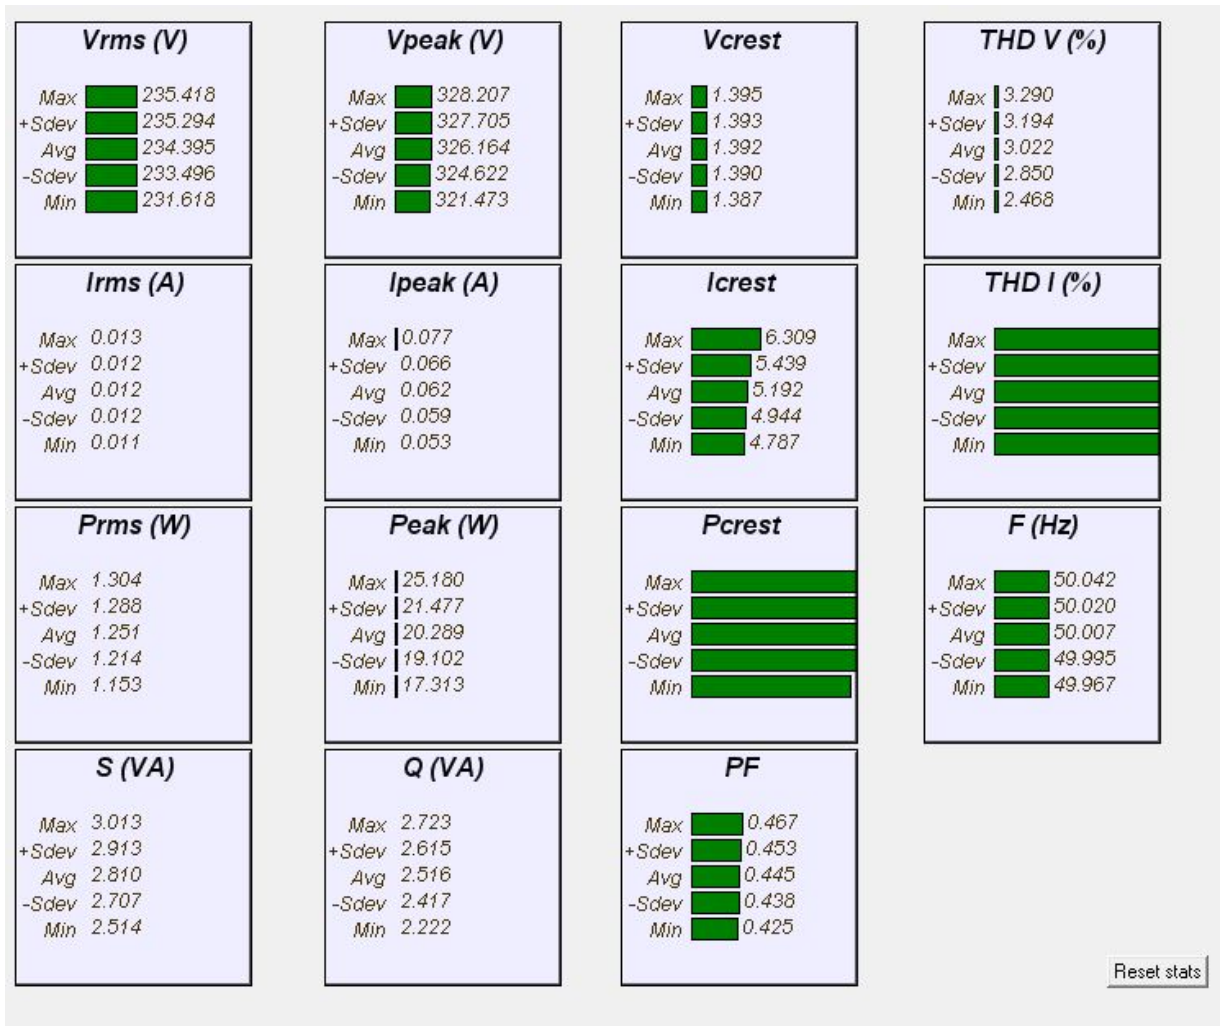 Vrms (V)
Max 235.418
+Sdev 235.294
Avg 234.395
-Sdev 233.496
Min 231.618
Vpeak (V)
Max 328.207
+Sdev 327.705
Avg 326.164
-Sdev 324.622
Min 321.473
Vcrest
Max 1.395
+Sdev 1.393
Avg 1.392
-Sdev 1.390
Min 1.387
THD V (%)
Max 3.290
+Sdev 3.194
Avg 3.022
-Sdev 2.850
Min 2.468
Irms (A)
Max 0.013
+Sdev 0.012
Avg 0.012
-Sdev 0.012
Min 0.011
Ipeak (A)
Max 0.077
+Sdev 0.066
Avg 0.062
-Sdev 0.059
Min 0.053
Icrest
Max 6.309
+Sdev 5.439
Avg 5.192
-Sdev 4.944
Min 4.787
THD I (%)
Max
+Sdev
Avg
-Sdev
Min
Prms (W)
Max 1.304
+Sdev 1.288
Avg 1.251
-Sdev 1.214
Min 1.153
Peak (W)
Max 25.180
+Sdev 21.477
Avg 20.289
-Sdev 19.102
Min 17.313
Pcrest
Max
+Sdev
Avg
-Sdev
Min
F (Hz)
Max 50.042
+Sdev 50.020
Avg 50.007
-Sdev 49.995
Min 49.967
S (VA)
Max 3.013
+Sdev 2.913
Avg 2.810
-Sdev 2.707
Min 2.514
Q (VA)
Max 2.723
+Sdev 2.615
Avg 2.516
-Sdev 2.417
Min 2.222
PF
Max 0.467
+Sdev 0.453
Avg 0.445
-Sdev 0.438
Min 0.425
Reset stats